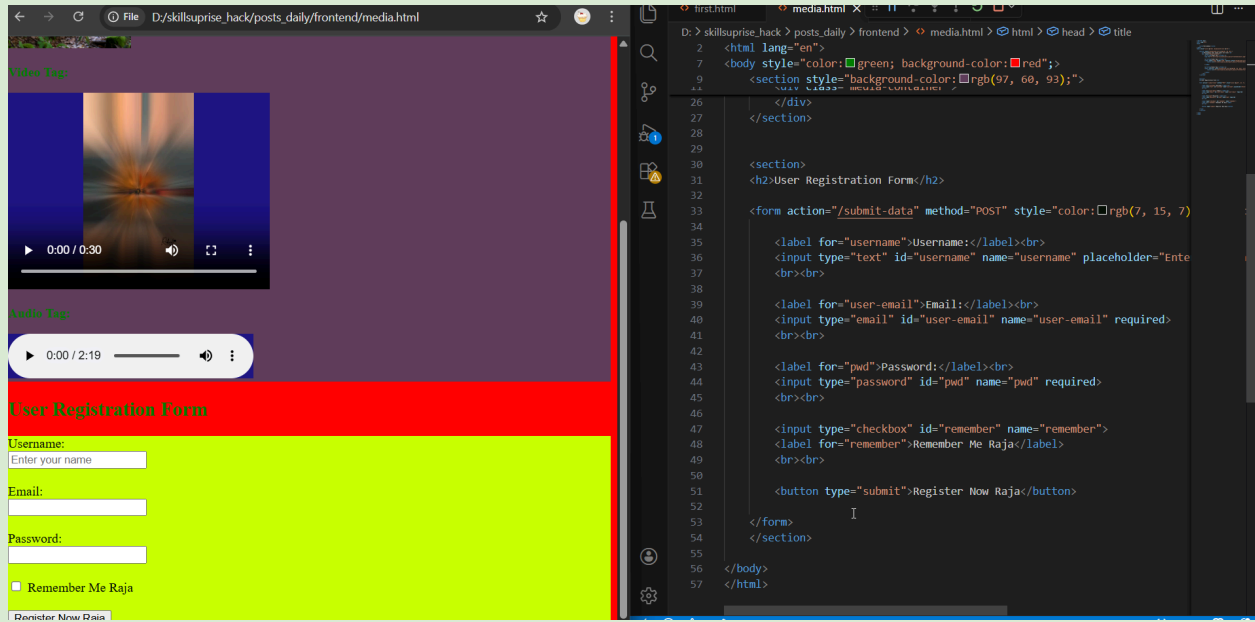 File D:/skillsuprise_hack/posts_daily/frontend/media.html
Video Tag
0:00 / 0:30
Audio Tag
0:00 / 2:19
User Registration Form
Username:
Enter your name
Email:
Password:
Remember Me Raja
Register Now Raja
first.html media.html
D: > skillsuprise_hack > posts_daily > frontend > media.html > html > head > title
2 <html lang="en">
7 <body style="color:green; background-color:red";>
9 <section style="background-color:rgb(97, 60, 93);">
11 <div class="media-container">
26 </div>
27 </section>
28
29
30 <section>
31 <h2>User Registration Form</h2>
32
33 <form action="/submit-data" method="POST" style="color:rgb(7, 15, 7)
34
35 <label for="username">Username:</label><br>
36 <input type="text" id="username" name="username" placeholder="Ente
37 <br><br>
38
39 <label for="user-email">Email:</label><br>
40 <input type="email" id="user-email" name="user-email" required>
41 <br><br>
42
43 <label for="pwd">Password:</label><br>
44 <input type="password" id="pwd" name="pwd" required>
45 <br><br>
46
47 <input type="checkbox" id="remember" name="remember">
48 <label for="remember">Remember Me Raja</label>
49 <br><br>
50
51 <button type="submit">Register Now Raja</button>
52
53 </form>
54 </section>
55
56 </body>
57 </html>
1